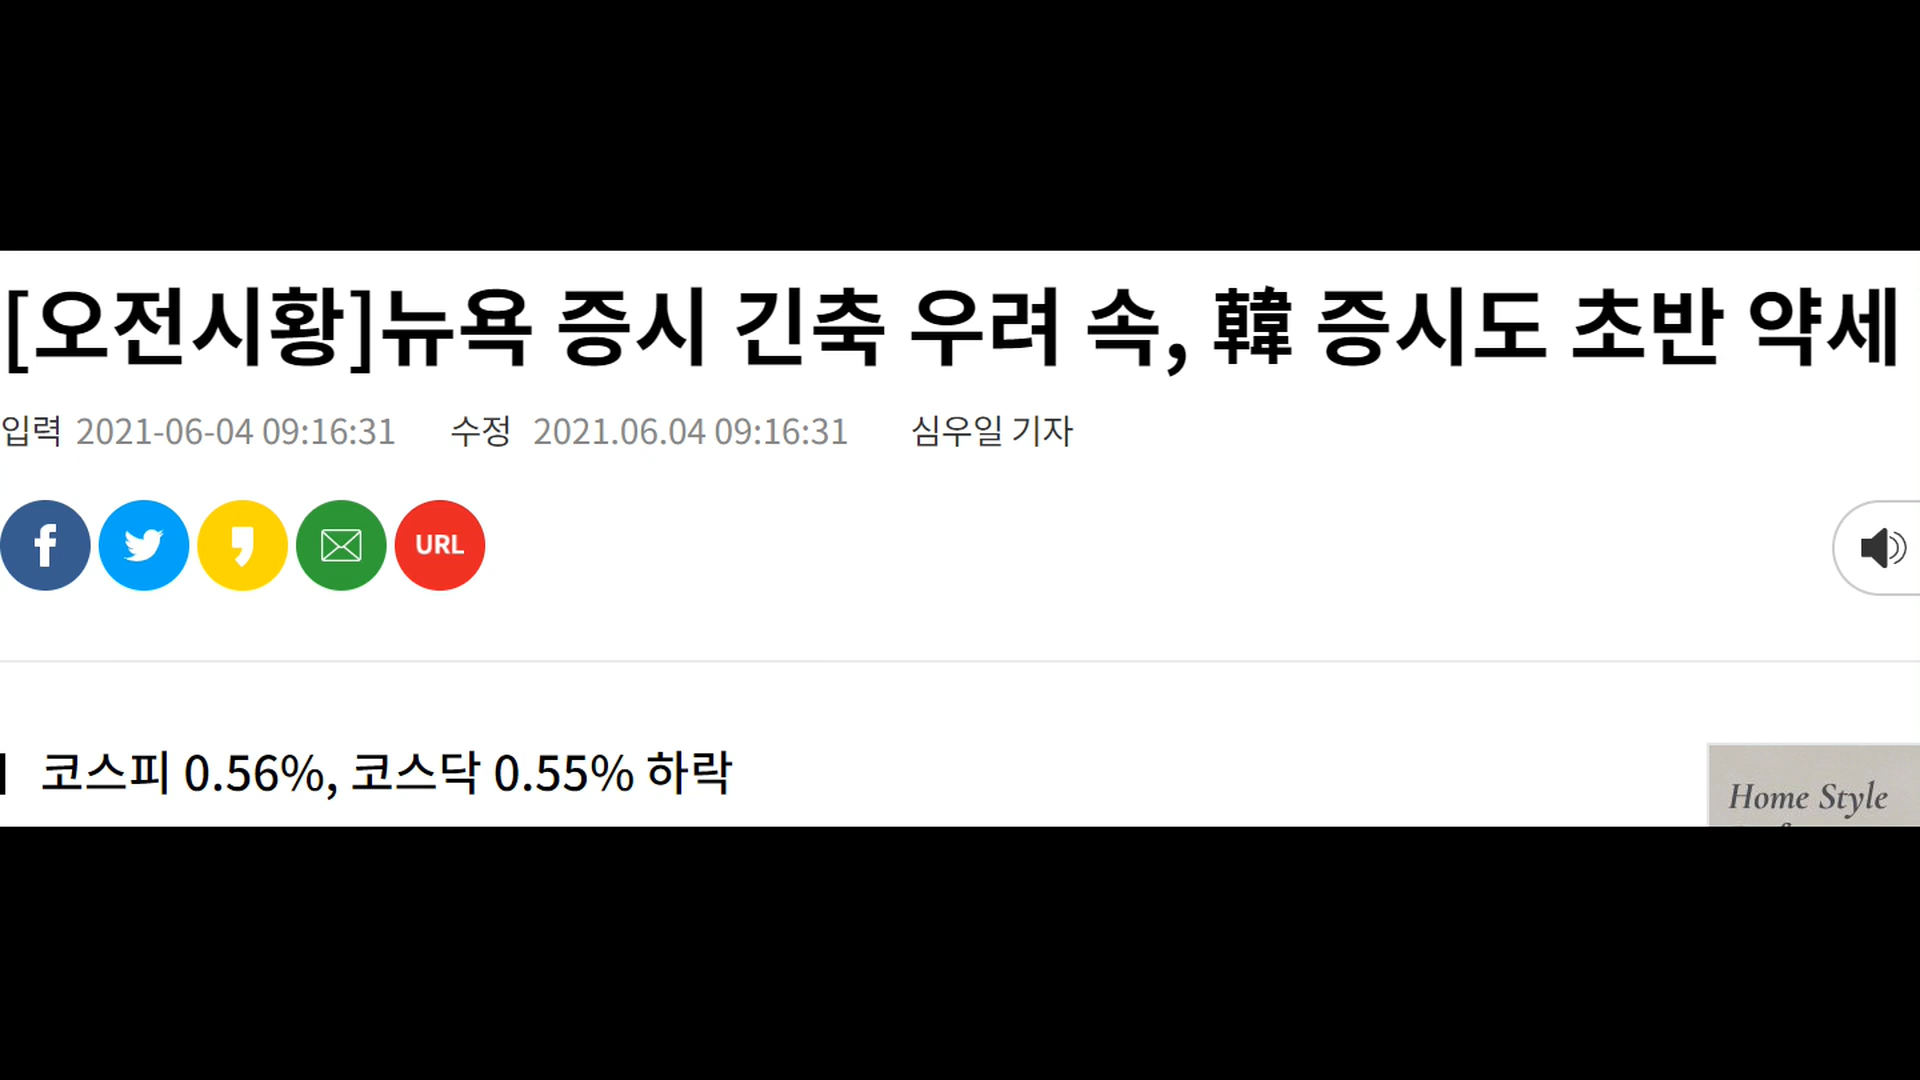 [오전시황]뉴욕 증시 긴축 우려 속, 韓 증시도 초반 약세
입력 2021-06-04 09:16:31 수정 2021.06.04 09:16:31 심우일 기자
URL
코스피 0.56%, 코스닥 0.55% 하락
Home Style